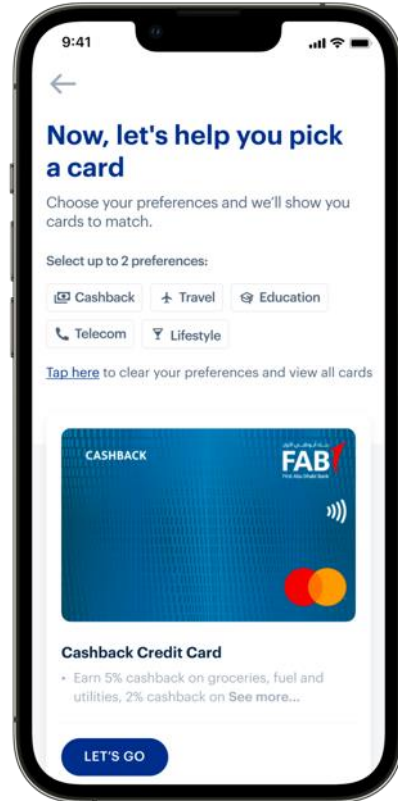 9:41
Now, let's help you pick
a card
Choose your preferences and we'll show you
cards to match.
Select up to 2 preferences:
Cashback Travel Education
Telecom Lifestyle
Tap here to clear your preferences and view all cards
CASHBACK
بنك أبوظبي الأول
FAB
First Abu Dhabi Bank
Cashback Credit Card
• Earn 5% cashback on groceries, fuel and
utilities, 2% cashback on See more...
LET'S GO